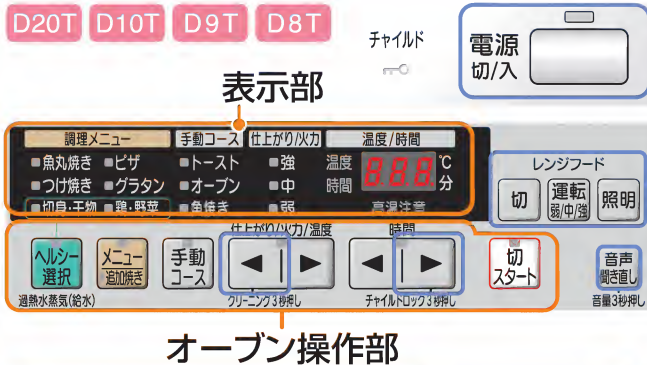 D20T D10T D9T D8T
チャイルド
電源
切/入
表示部
調理メニュー 手動コース 仕上がり/火力 温度/時間
魚丸焼き ピザ トースト 強 温度 888 ℃
つけ焼き グラタン オーブン 中 時間 分
切身・干物 鶏・野菜 魚焼き 弱 高温注意
レンジフード
切 運転 弱/中/強 照明
仕上がり/火力/温度 時間
ヘルシー選択 メニュー 追加焼き 手動コース ◀ ▶ ◀ ▶ 切 スタート 音声 聞き直し
過熱水蒸気(給水) クリーニング3秒押し チャイルドロック3秒押し 音量3秒押し
オーブン操作部